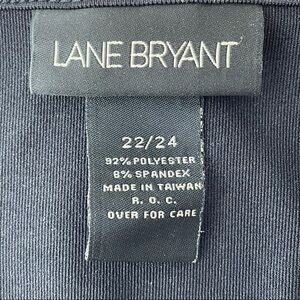 LANE BRYANT
22/24
92% POLYESTER
8% SPANDEX
MADE IN TAIWAN
R. O. C.
OVER FOR CARE